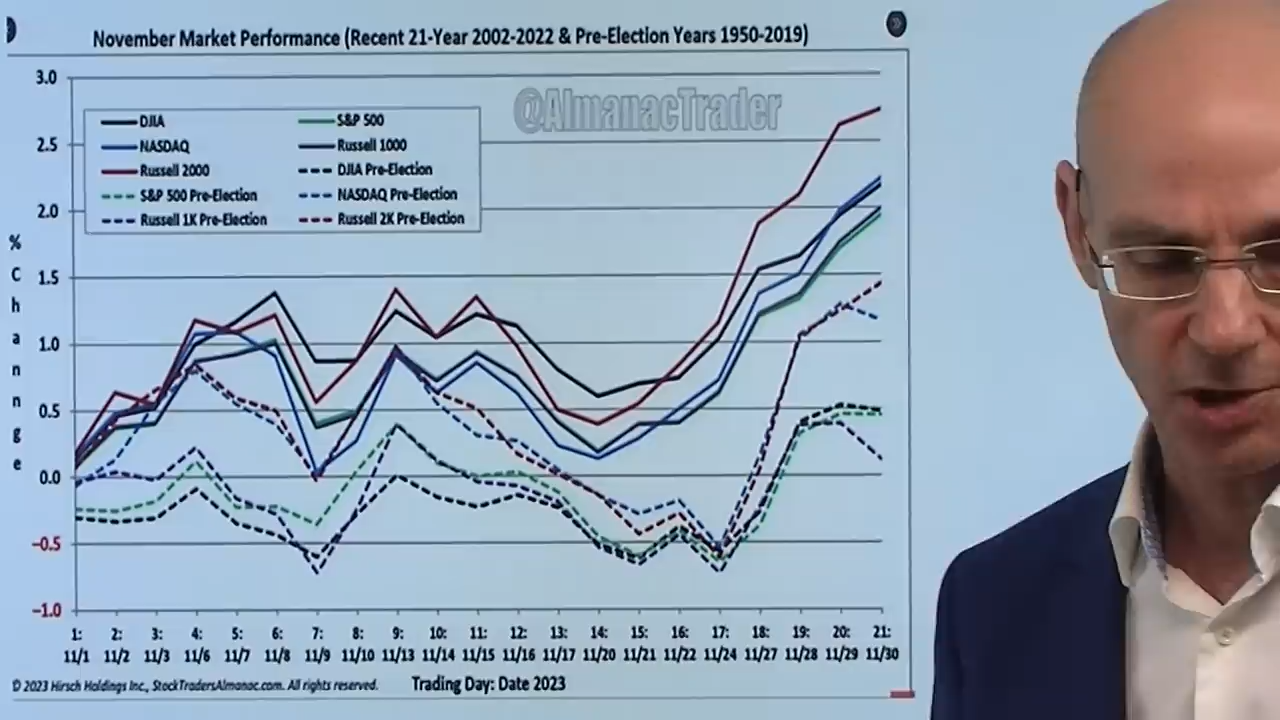 November Market Performance (Recent 21-Year 2002-2022 & Pre-Election Years 1950-2019)
@AlmanacTrader
DJIA
S&P 500
NASDAQ
Russell 1000
Russell 2000
DJIA Pre-Election
S&P 500 Pre-Election
NASDAQ Pre-Election
Russell 1K Pre-Election
Russell 2K Pre-Election
3.0
2.5
2.0
1.5
1.0
0.5
0.0
−0.5
−1.0
% Change
1: 2: 3: 4: 5: 6: 7: 8: 9: 10: 11: 12: 13: 14: 15: 16: 17: 18: 19: 20: 21:
11/1 11/2 11/3 11/6 11/7 11/8 11/9 11/10 11/13 11/14 11/15 11/16 11/17 11/20 11/21 11/22 11/24 11/27 11/28 11/29 11/30
© 2023 Hirsch Holdings Inc., StockTradersAlmanac.com. All rights reserved.
Trading Day: Date 2023